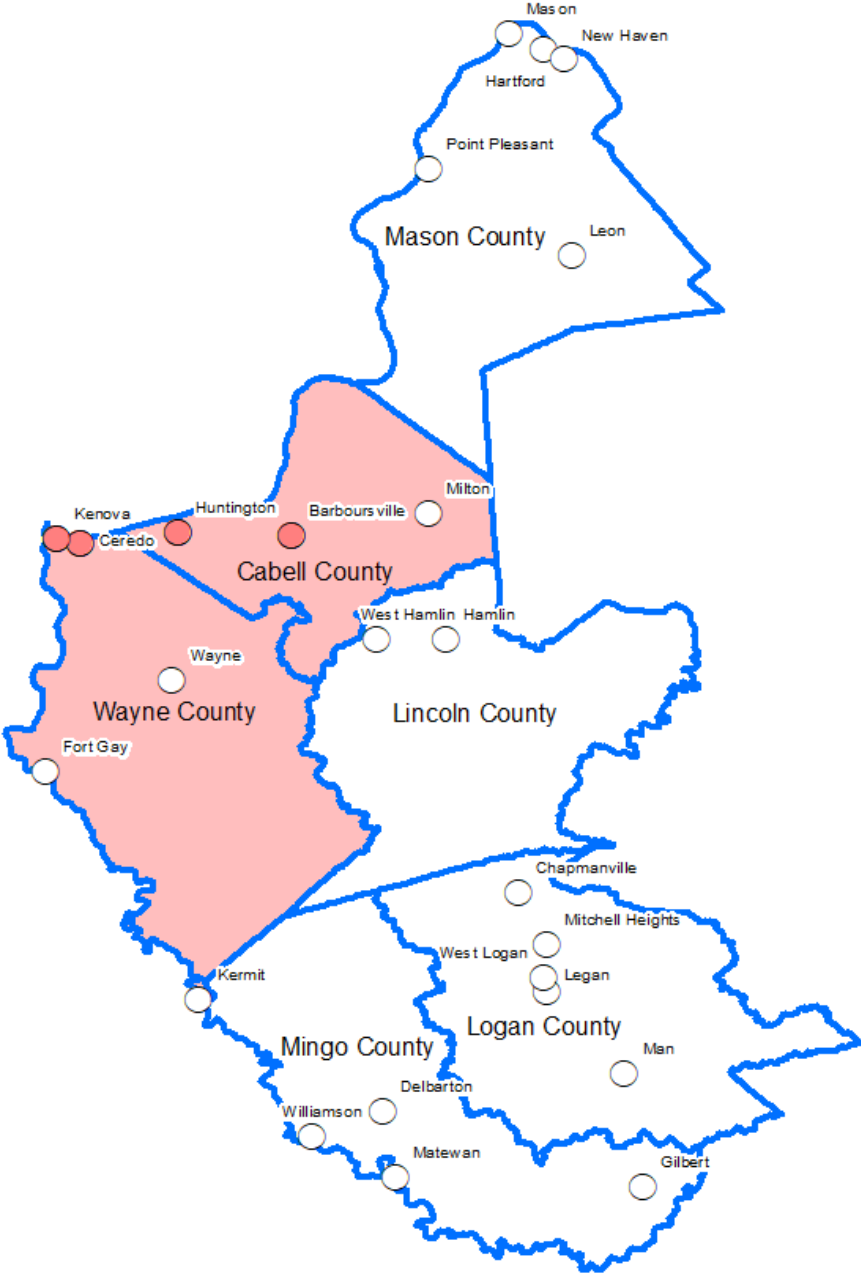 Mason
New Haven
Hartford
Point Pleasant
Leon
Mason County
Milton
Huntington
Barboursville
Kenova
Ceredo
Cabell County
West Hamlin
Hamlin
Wayne
Wayne County
Lincoln County
Fort Gay
Chapmanville
Mitchell Heights
West Logan
Legan
Kermit
Logan County
Mingo County
Man
Delbarton
Williamson
Matewan
Gilbert